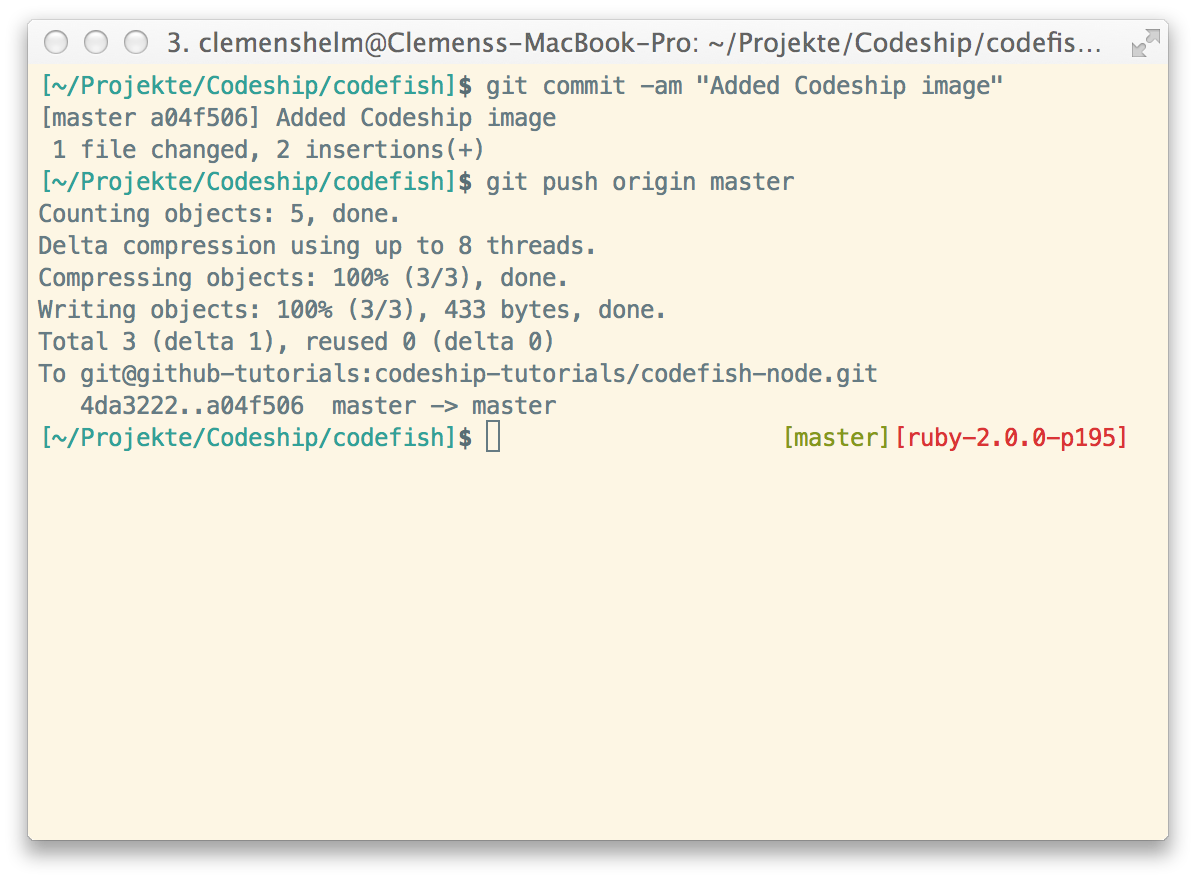 3. clemenshelm@Clemenss-MacBook-Pro: ~/Projekte/Codeship/codefis…
[~/Projekte/Codeship/codefish]$ git commit -am "Added Codeship image"
[master a04f506] Added Codeship image
 1 file changed, 2 insertions(+)
[~/Projekte/Codeship/codefish]$ git push origin master
Counting objects: 5, done.
Delta compression using up to 8 threads.
Compressing objects: 100% (3/3), done.
Writing objects: 100% (3/3), 433 bytes, done.
Total 3 (delta 1), reused 0 (delta 0)
To git@github-tutorials:codeship-tutorials/codefish-node.git
   4da3222..a04f506  master -> master
[~/Projekte/Codeship/codefish]$ [master][ruby-2.0.0-p195]